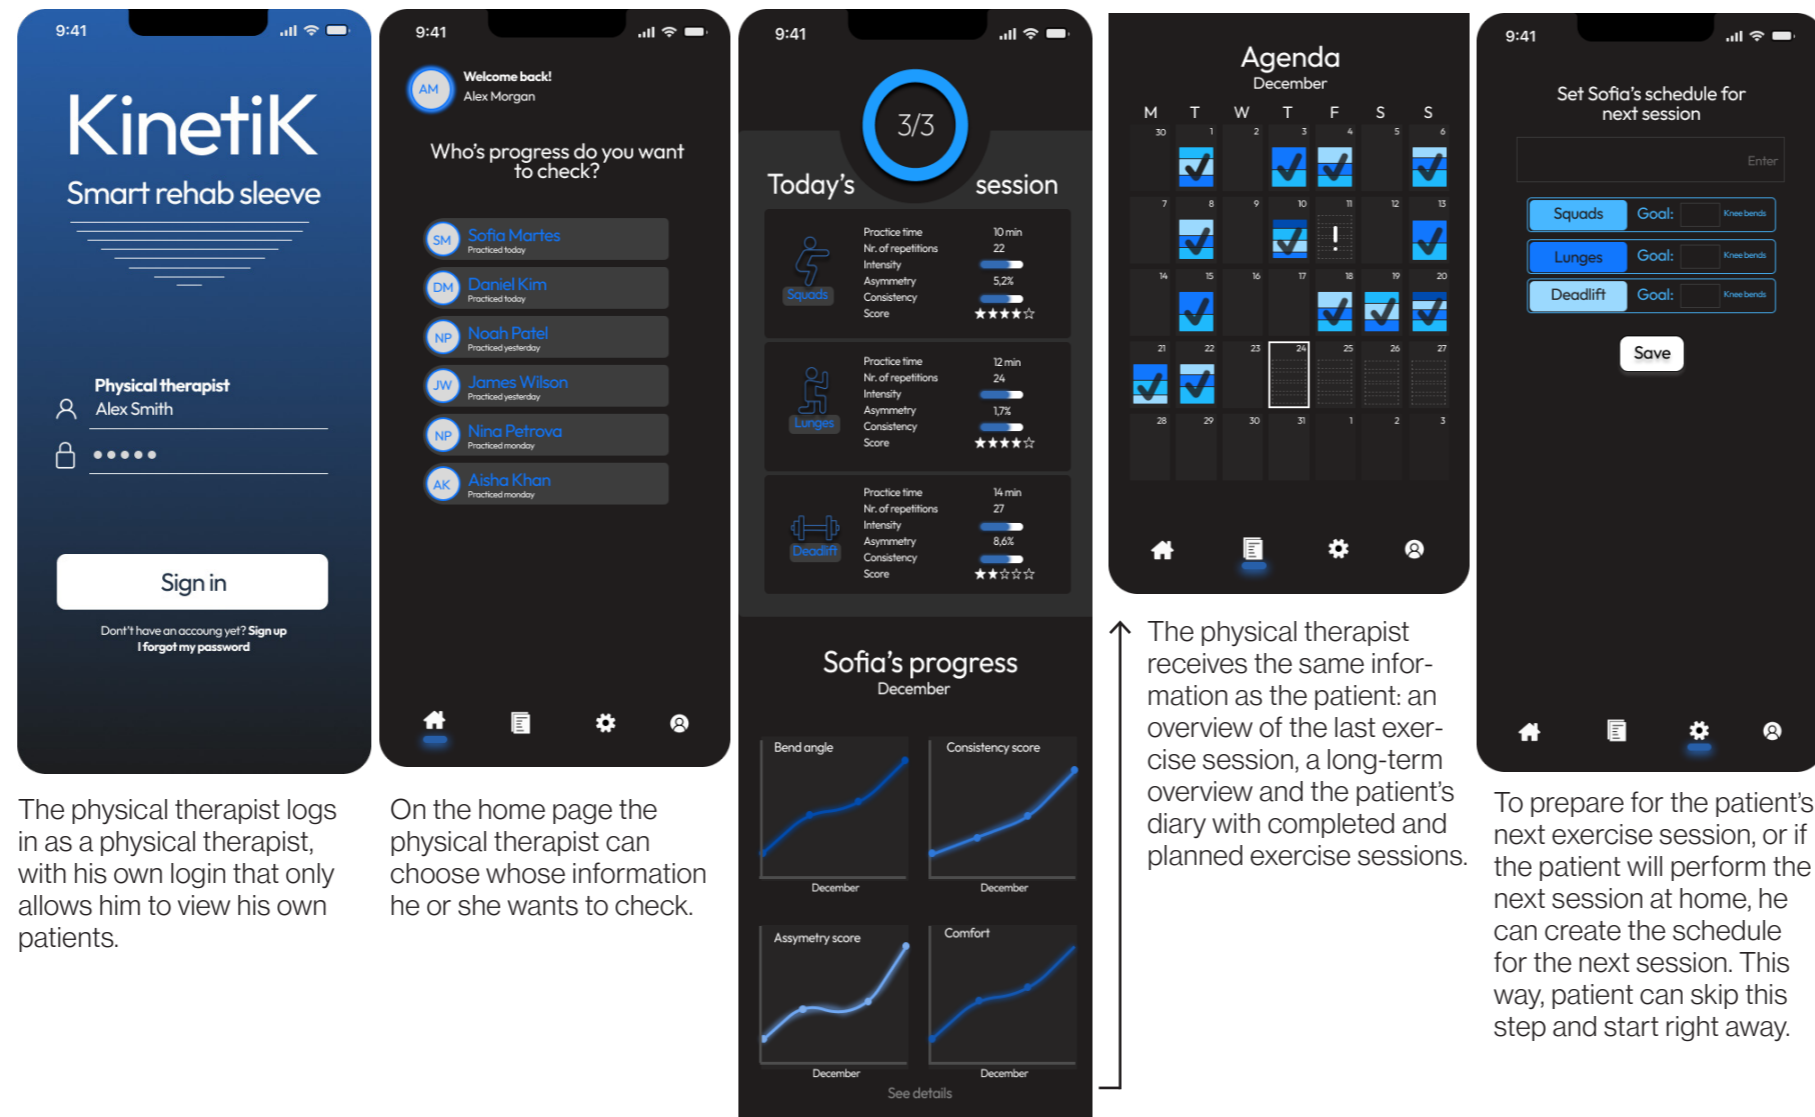 9:41
KinetiK
Smart rehab sleeve
Physical therapist
Alex Smith
Sign in
Dont't have an accoung yet? Sign up
I forgot my password
The physical therapist logs
in as a physical therapist,
with his own login that only
allows him to view his own
patients.
9:41
AM
Welcome back!
Alex Morgan
Who's progress do you want
to check?
SM
Sofia Martes
Practiced today
DM
Daniel Kim
Practiced today
NP
Noah Patel
Practiced yesterday
JW
James Wilson
Practiced yesterday
NP
Nina Petrova
Practiced monday
AK
Aisha Khan
Practiced monday
On the home page the
physical therapist can
choose whose information
he or she wants to check.
9:41
3/3
Today's session
Squads
Practice time 10 min
Nr. of repetitions 22
Intensity
Asymmetry 5,2%
Consistency
Score ★★★★☆
Lunges
Practice time 12 min
Nr. of repetitions 24
Intensity
Asymmetry 1,7%
Consistency
Score ★★★★☆
Deadlift
Practice time 14 min
Nr. of repetitions 27
Intensity
Asymmetry 8,6%
Consistency
Score ★★☆☆☆
Sofia's progress
December
Bend angle
December
Consistency score
December
Assymetry score
December
Comfort
December
See details
Agenda
December
M T W T F S S
30 1 2 3 4 5 6
7 8 9 10 11 12 13
!
14 15 16 17 18 19 20
21 22 23 24 25 26 27
28 29 30 31 1 2 3
The physical therapist
receives the same infor-
mation as the patient: an
overview of the last exer-
cise session, a long-term
overview and the patient's
diary with completed and
planned exercise sessions.
9:41
Set Sofia's schedule for
next session
Enter
Squads Goal: Knee bends
Lunges Goal: Knee bends
Deadlift Goal: Knee bends
Save
To prepare for the patient's
next exercise session, or if
the patient will perform the
next session at home, he
can create the schedule
for the next session. This
way, patient can skip this
step and start right away.